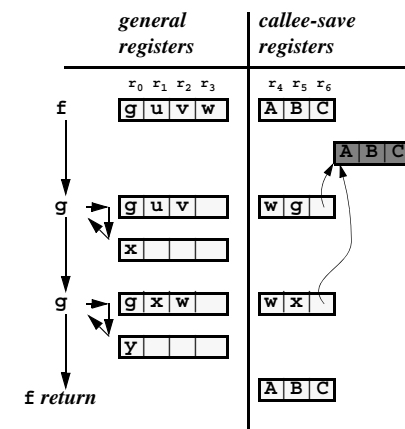 general registers
callee-save registers
r0 r1 r2 r3
r4 r5 r6
f
g u v w
A B C
A B C
g
g u v
w g
x
g
g x w
w x
y
f return
A B C